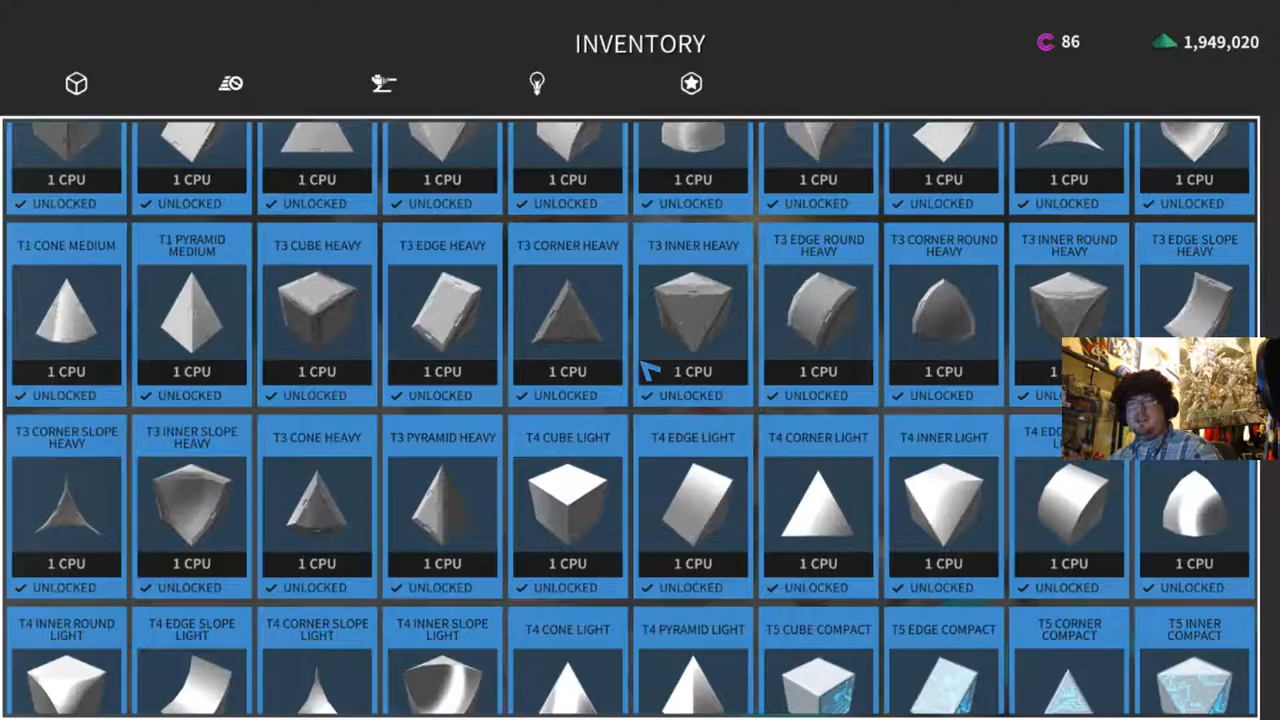 INVENTORY
86
1,949,020
1 CPU 1 CPU 1 CPU 1 CPU 1 CPU 1 CPU 1 CPU 1 CPU 1 CPU 1 CPU
UNLOCKED UNLOCKED UNLOCKED UNLOCKED UNLOCKED UNLOCKED UNLOCKED UNLOCKED UNLOCKED UNLOCKED
T1 CONE MEDIUM
T1 PYRAMID
MEDIUM
T3 CUBE HEAVY
T3 EDGE HEAVY
T3 CORNER HEAVY
T3 INNER HEAVY
T3 EDGE ROUND
HEAVY
T3 CORNER ROUND
HEAVY
T3 INNER ROUND
HEAVY
T3 EDGE SLOPE
HEAVY
1 CPU 1 CPU 1 CPU 1 CPU 1 CPU 1 CPU 1 CPU 1 CPU 1
UNLOCKED UNLOCKED UNLOCKED UNLOCKED UNLOCKED UNLOCKED UNLOCKED UNLOCKED
T3 CORNER SLOPE
HEAVY
T3 INNER SLOPE
HEAVY
T3 CONE HEAVY
T3 PYRAMID HEAVY
T4 CUBE LIGHT
T4 EDGE LIGHT
T4 CORNER LIGHT
T4 INNER LIGHT
T4
1 CPU 1 CPU 1 CPU 1 CPU 1 CPU 1 CPU 1 CPU 1 CPU 1 CPU 1 CPU
UNLOCKED UNLOCKED UNLOCKED UNLOCKED UNLOCKED UNLOCKED UNLOCKED UNLOCKED UNLOCKED UNLOCKED
T4 INNER ROUND
LIGHT
T4 EDGE SLOPE
LIGHT
T4 CORNER SLOPE
LIGHT
T4 INNER SLOPE
LIGHT
T4 CONE LIGHT
T4 PYRAMID LIGHT
T5 CUBE COMPACT
T5 EDGE COMPACT
T5 CORNER
COMPACT
T5 INNER
COMPACT